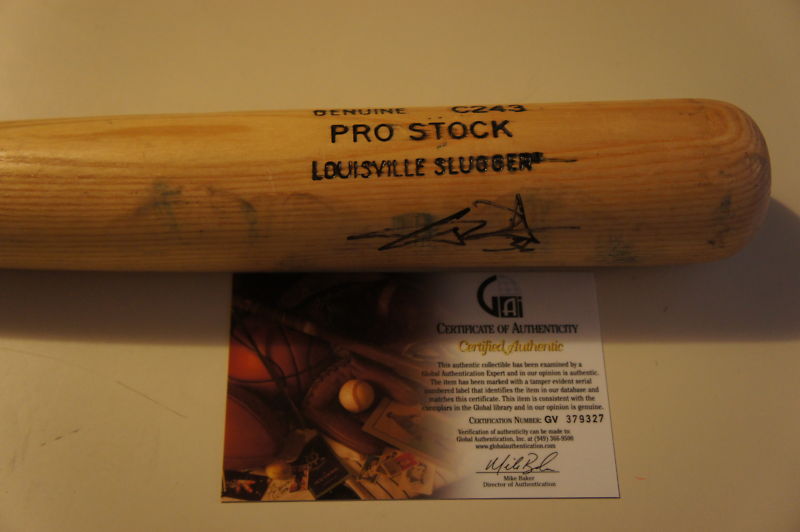 GENUINE C243
PRO STOCK
LOUISVILLE SLUGGER
GAI
CERTIFICATE OF AUTHENTICITY
Certified Authentic
This authentic collectible has been examined by a
Global Authentication Expert and in our opinion is authentic.
The item has been marked with a tamper evident serial
numbered label that identifies the item in our database and
matches this certificate. This item is consistent with the
exemplars in the Global library and in our opinion is genuine.
CERTIFICATION NUMBER: GV 379327
Verification of authenticity can be made to:
Global Authentication, Inc. at (949) 366-9500
www.globalauthentication.com
Mike Baker
Director of Authentication